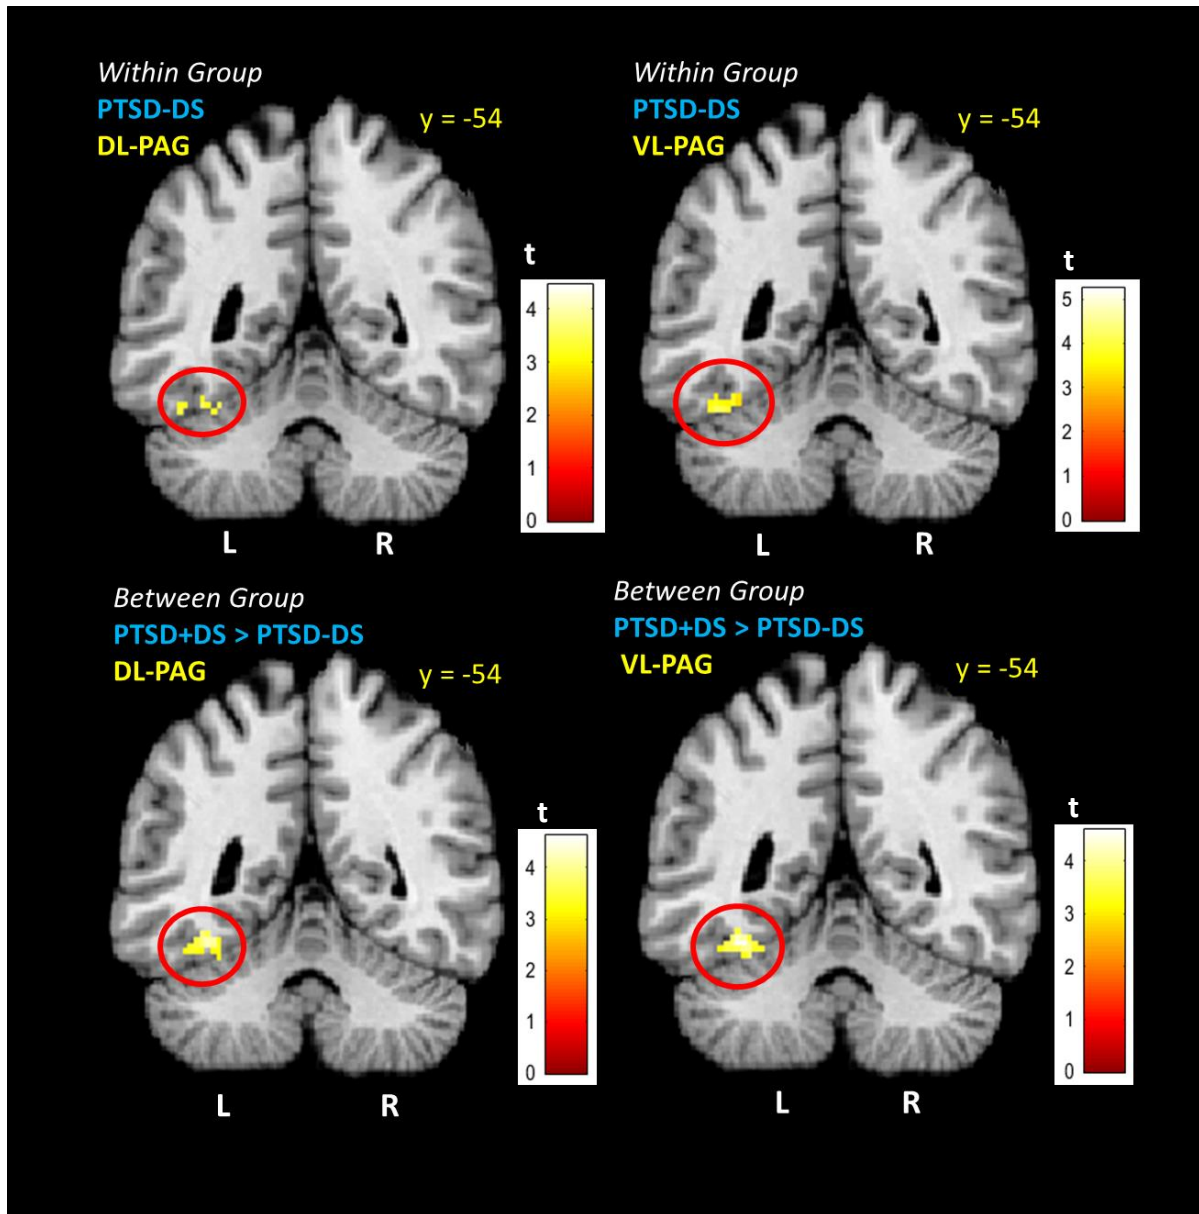 Within Group
PTSD-DS
DL-PAG
y = -54
t
4
3
2
1
0
L R
Within Group
PTSD-DS
VL-PAG
y = -54
t
5
4
3
2
1
0
L R
Between Group
PTSD+DS > PTSD-DS
DL-PAG
y = -54
t
4
3
2
1
0
L R
Between Group
PTSD+DS > PTSD-DS
VL-PAG
y = -54
t
4
3
2
1
0
L R